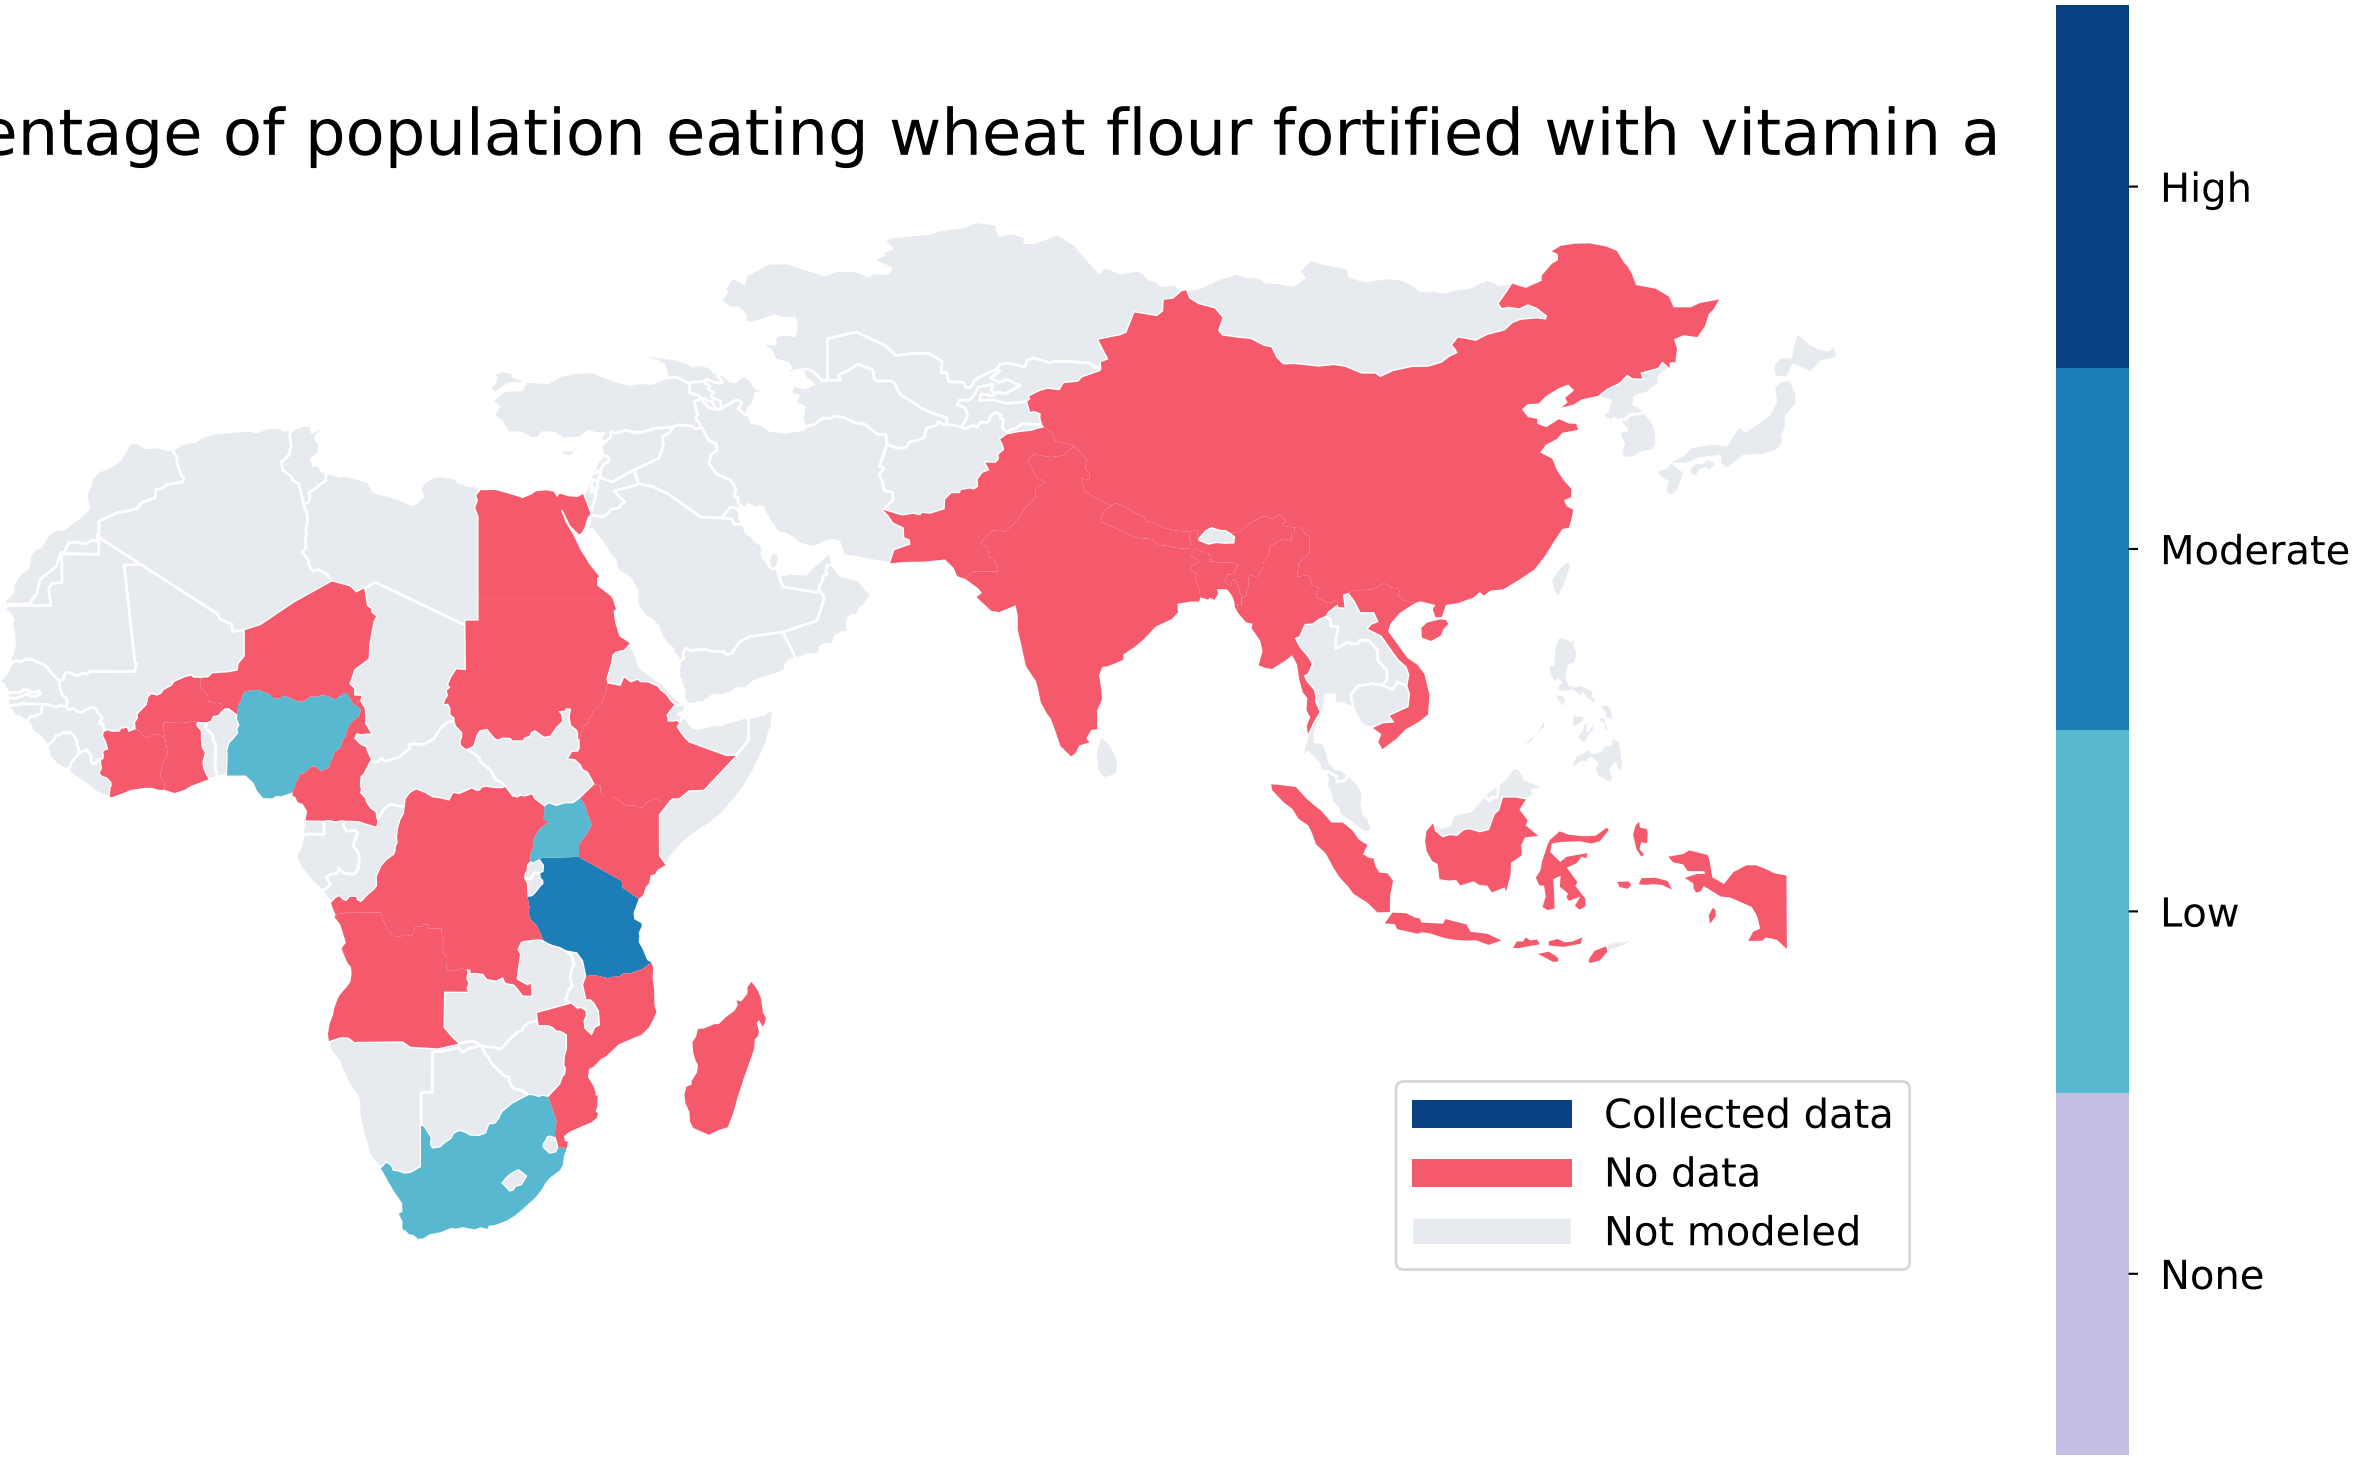 entage of population eating wheat flour fortified with vitamin a
High
Moderate
Low
None
Collected data
No data
Not modeled